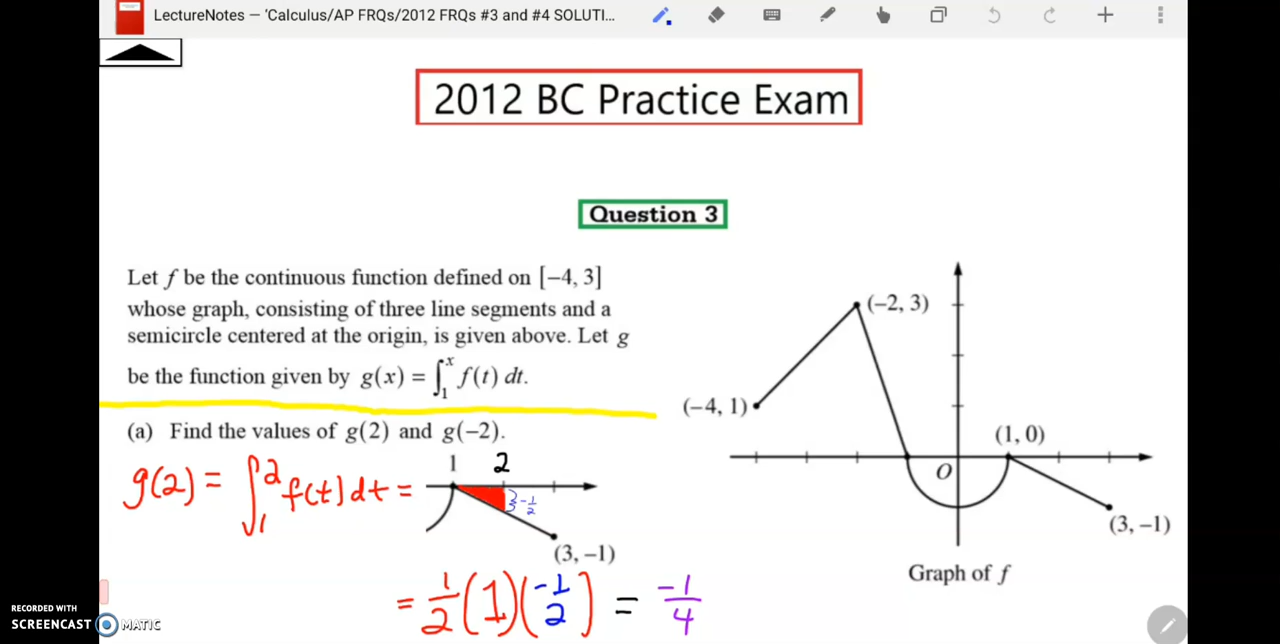 LectureNotes — 'Calculus/AP FRQs/2012 FRQs #3 and #4 SOLUTI...
2012 BC Practice Exam
Question 3
Let f be the continuous function defined on [−4, 3]
whose graph, consisting of three line segments and a
semicircle centered at the origin, is given above. Let g
be the function given by g(x) = ∫₁ˣ f(t) dt.
(a) Find the values of g(2) and g(−2).
g(2) = ∫₁² f(t)dt =
1 2
-1/2
(3, −1)
= 1/2 (1)(-1/2) = -1/4
(−2, 3)
(−4, 1)
(1, 0)
O
(3, −1)
Graph of f
RECORDED WITH
SCREENCAST MATIC